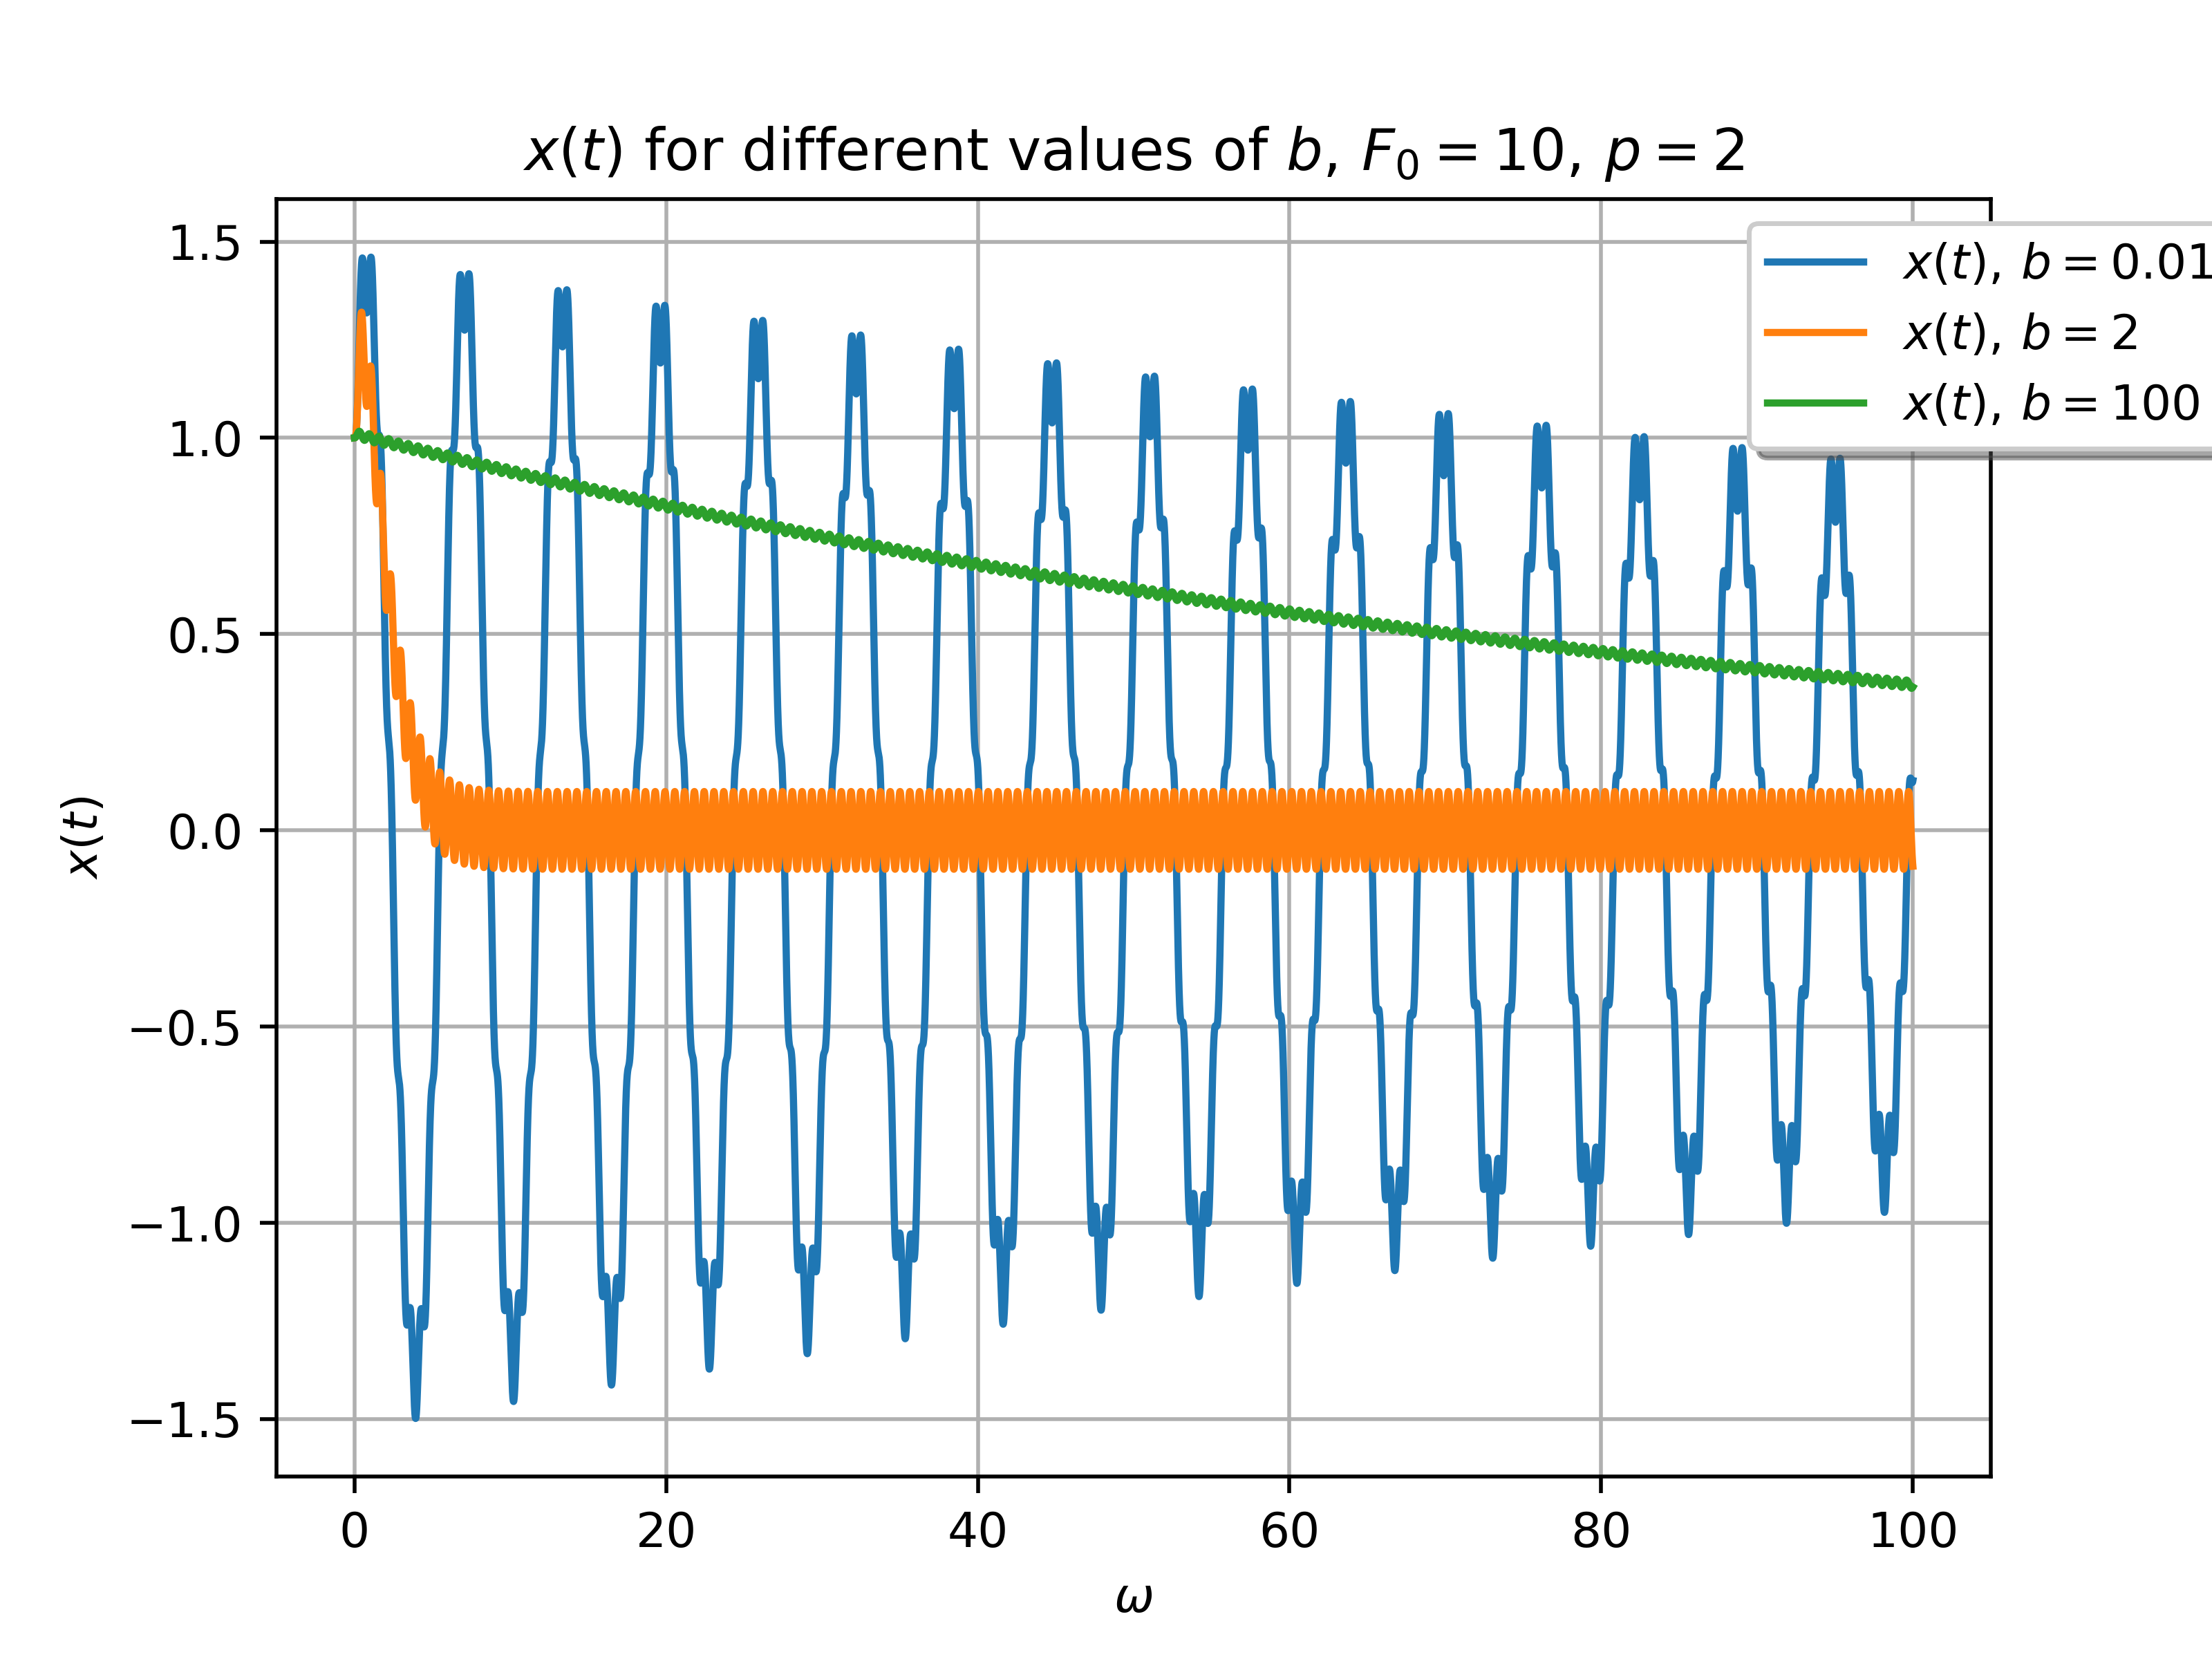 x(t) for different values of b, F₀ = 10, p = 2
x(t), b = 0.01
x(t), b = 2
x(t), b = 100
1.5
1.0
0.5
0.0
−0.5
−1.0
−1.5
x(t)
0 20 40 60 80 100
ω